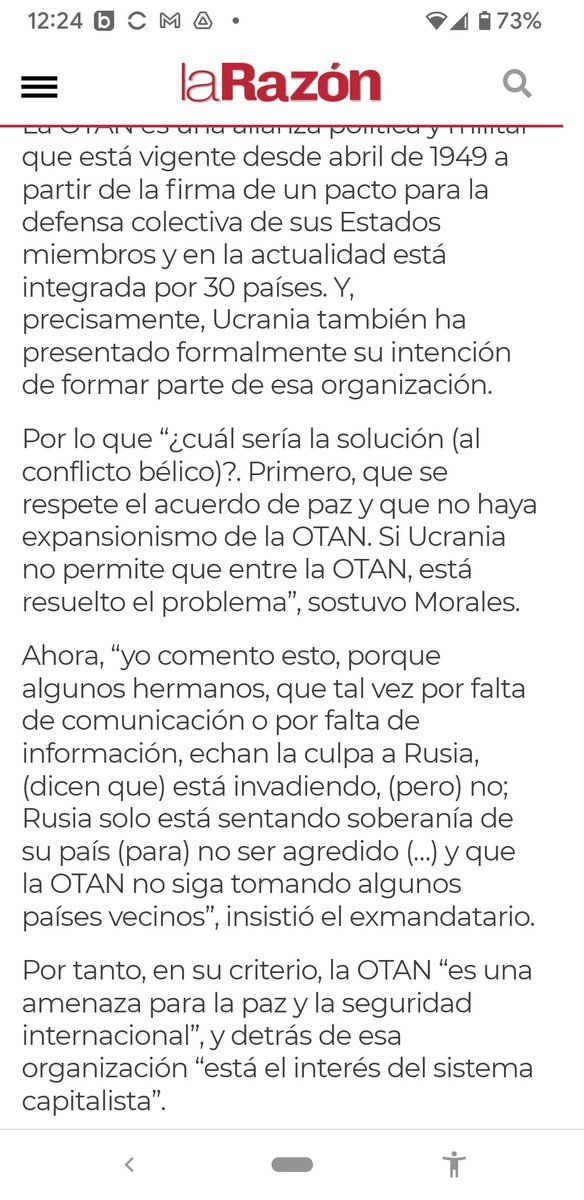 12:24
73%
laRazón
La OTAN es una alianza política y militar
que está vigente desde abril de 1949 a
partir de la firma de un pacto para la
defensa colectiva de sus Estados
miembros y en la actualidad está
integrada por 30 países. Y,
precisamente, Ucrania también ha
presentado formalmente su intención
de formar parte de esa organización.
Por lo que “¿cuál sería la solución (al
conflicto bélico)?. Primero, que se
respete el acuerdo de paz y que no haya
expansionismo de la OTAN. Si Ucrania
no permite que entre la OTAN, está
resuelto el problema”, sostuvo Morales.
Ahora, “yo comento esto, porque
algunos hermanos, que tal vez por falta
de comunicación o por falta de
información, echan la culpa a Rusia,
(dicen que) está invadiendo, (pero) no;
Rusia solo está sentando soberanía de
su país (para) no ser agredido (...) y que
la OTAN no siga tomando algunos
países vecinos”, insistió el exmandatario.
Por tanto, en su criterio, la OTAN “es una
amenaza para la paz y la seguridad
internacional”, y detrás de esa
organización “está el interés del sistema
capitalista”.